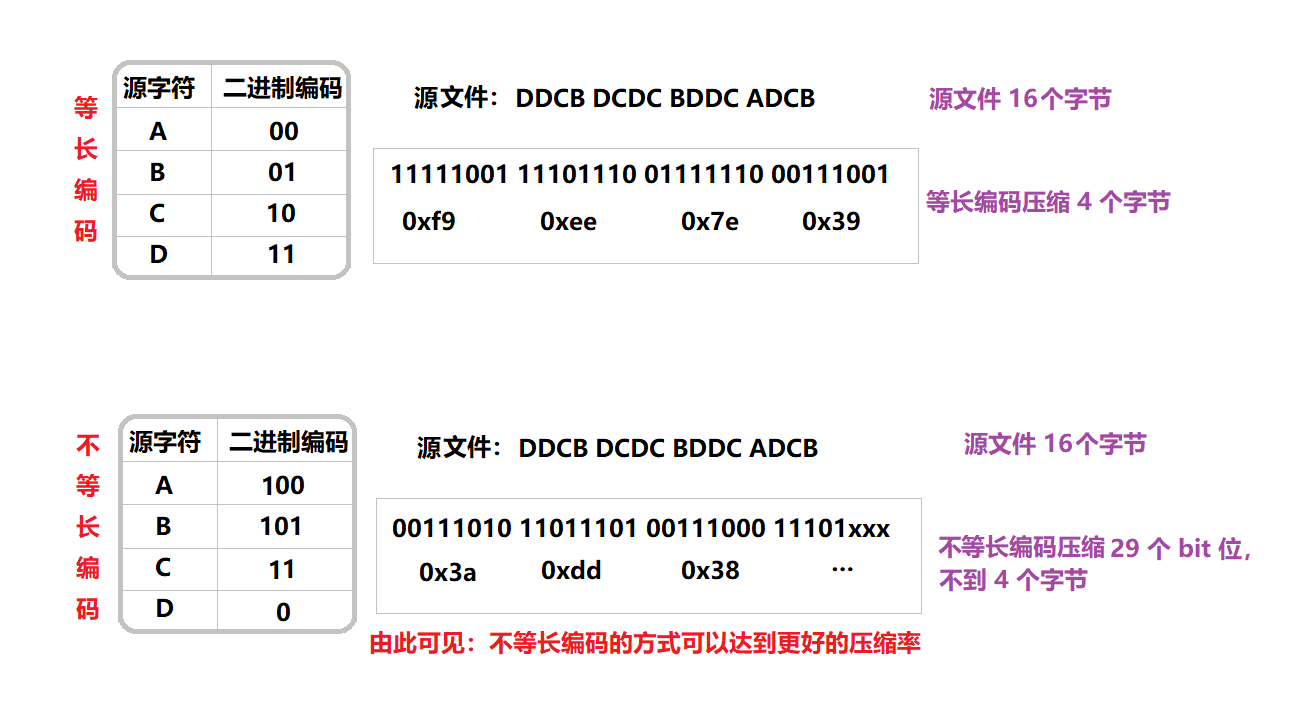 等长编码
源字符 二进制编码
A 00
B 01
C 10
D 11
源文件： DDCB DCDC BDDC ADCB
源文件 16个字节
11111001 11101110 01111110 00111001
0xf9 0xee 0x7e 0x39
等长编码压缩 4 个字节
不等长编码
源字符 二进制编码
A 100
B 101
C 11
D 0
源文件： DDCB DCDC BDDC ADCB
源文件 16个字节
00111010 11011101 00111000 11101xxx
0x3a 0xdd 0x38 ···
不等长编码压缩 29 个 bit 位，
不到 4 个字节
由此可见：不等长编码的方式可以达到更好的压缩率